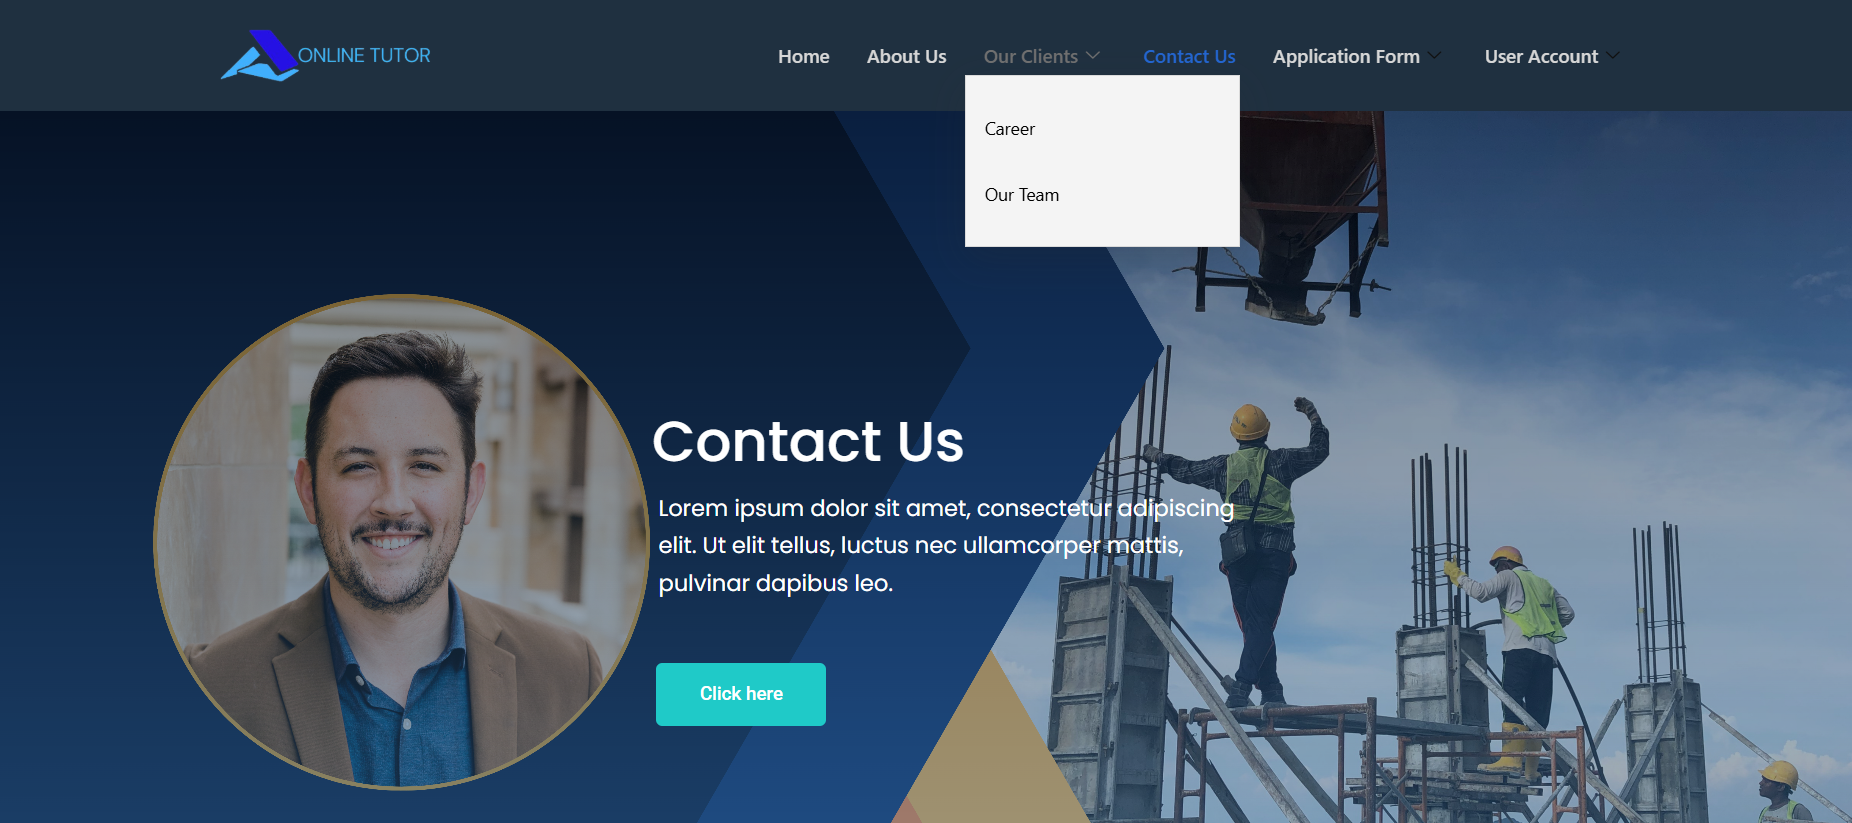 ONLINE TUTOR
Home About Us Our Clients Contact Us Application Form User Account
Career
Our Team
Contact Us
Lorem ipsum dolor sit amet, consectetur adipiscing
elit. Ut elit tellus, luctus nec ullamcorper mattis,
pulvinar dapibus leo.
Click here